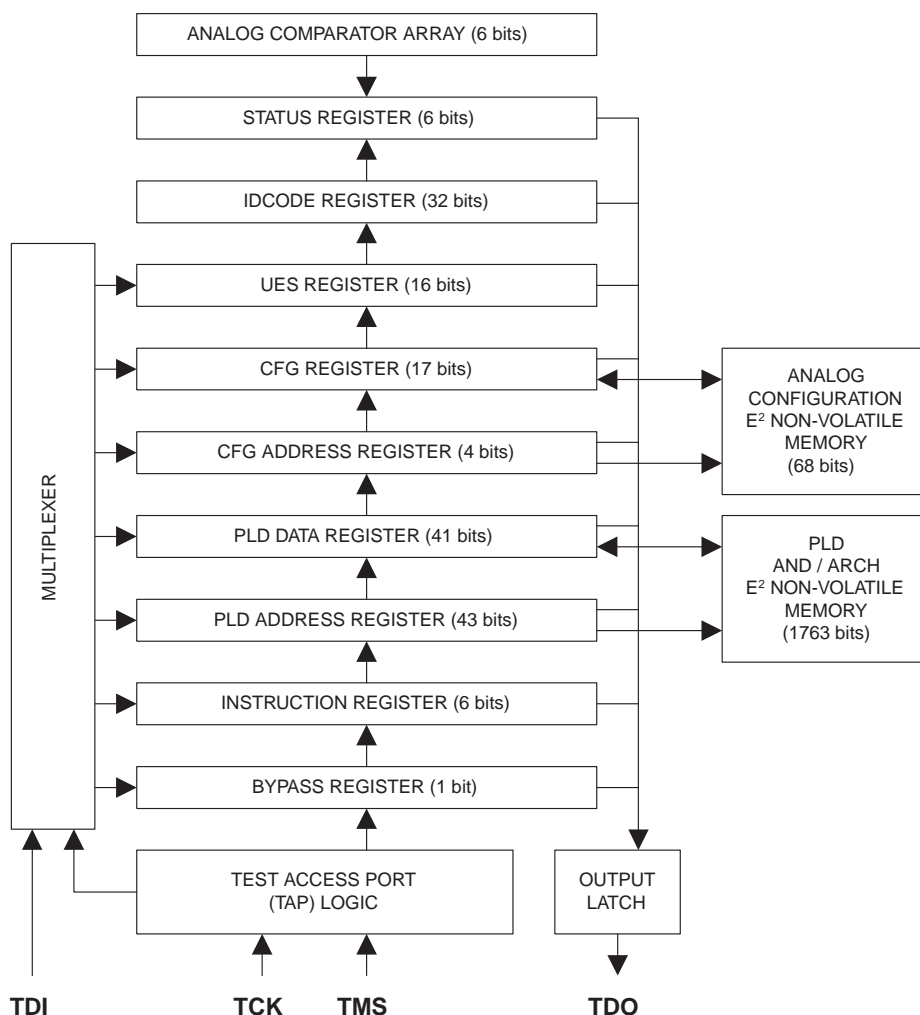 ANALOG COMPARATOR ARRAY (6 bits)
STATUS REGISTER (6 bits)
IDCODE REGISTER (32 bits)
UES REGISTER (16 bits)
CFG REGISTER (17 bits)
CFG ADDRESS REGISTER (4 bits)
PLD DATA REGISTER (41 bits)
PLD ADDRESS REGISTER (43 bits)
INSTRUCTION REGISTER (6 bits)
BYPASS REGISTER (1 bit)
MULTIPLEXER
ANALOG
CONFIGURATION
E² NON-VOLATILE
MEMORY
(68 bits)
PLD
AND / ARCH
E² NON-VOLATILE
MEMORY
(1763 bits)
TEST ACCESS PORT
(TAP) LOGIC
OUTPUT
LATCH
TDI
TCK
TMS
TDO